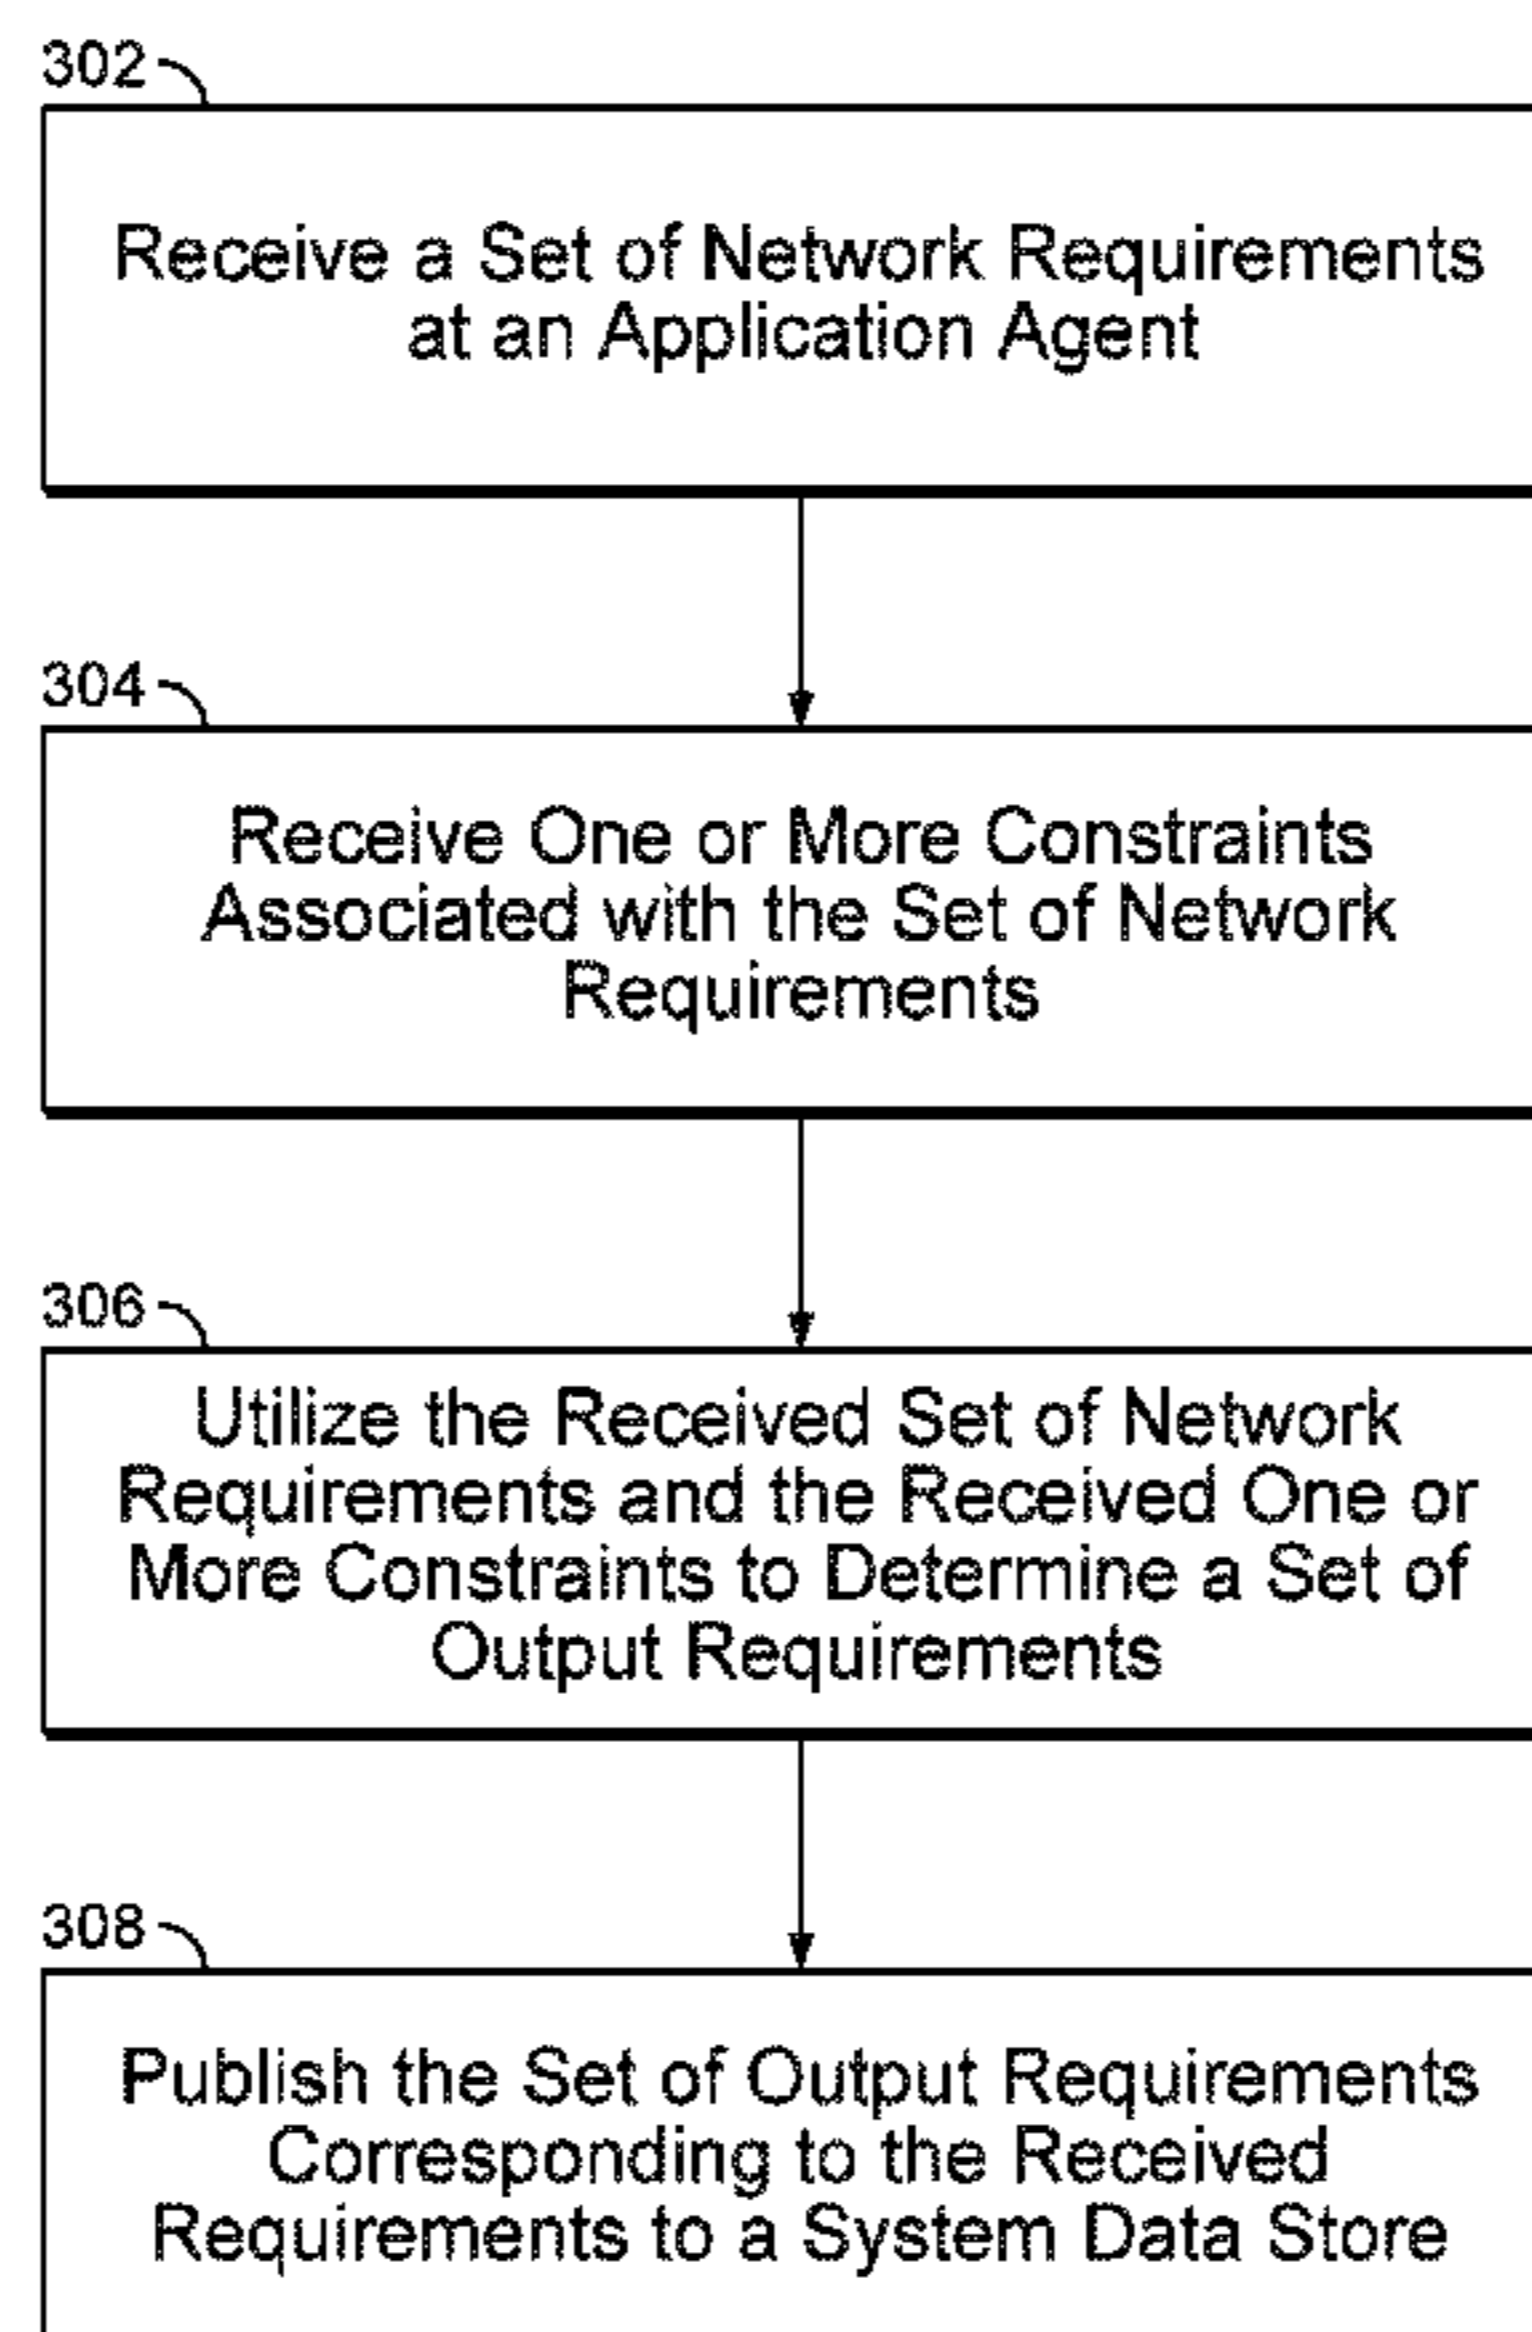 302
Receive a Set of Network Requirements
at an Application Agent
304
Receive One or More Constraints
Associated with the Set of Network
Requirements
306
Utilize the Received Set of Network
Requirements and the Received One or
More Constraints to Determine a Set of
Output Requirements
308
Publish the Set of Output Requirements
Corresponding to the Received
Requirements to a System Data Store